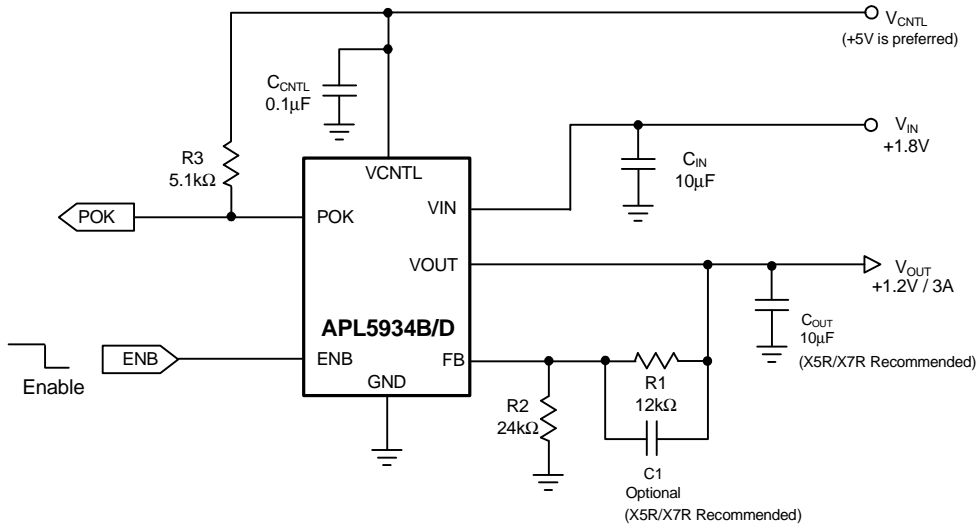 VCNTL
(+5V is preferred)
CCNTL
0.1μF
VIN
+1.8V
R3
5.1kΩ
CIN
10μF
VCNTL
POK
POK
VIN
VOUT
VOUT
+1.2V / 3A
APL5934B/D
COUT
10μF
(X5R/X7R Recommended)
ENB
ENB
FB
Enable
GND
R1
12kΩ
R2
24kΩ
C1
Optional
(X5R/X7R Recommended)